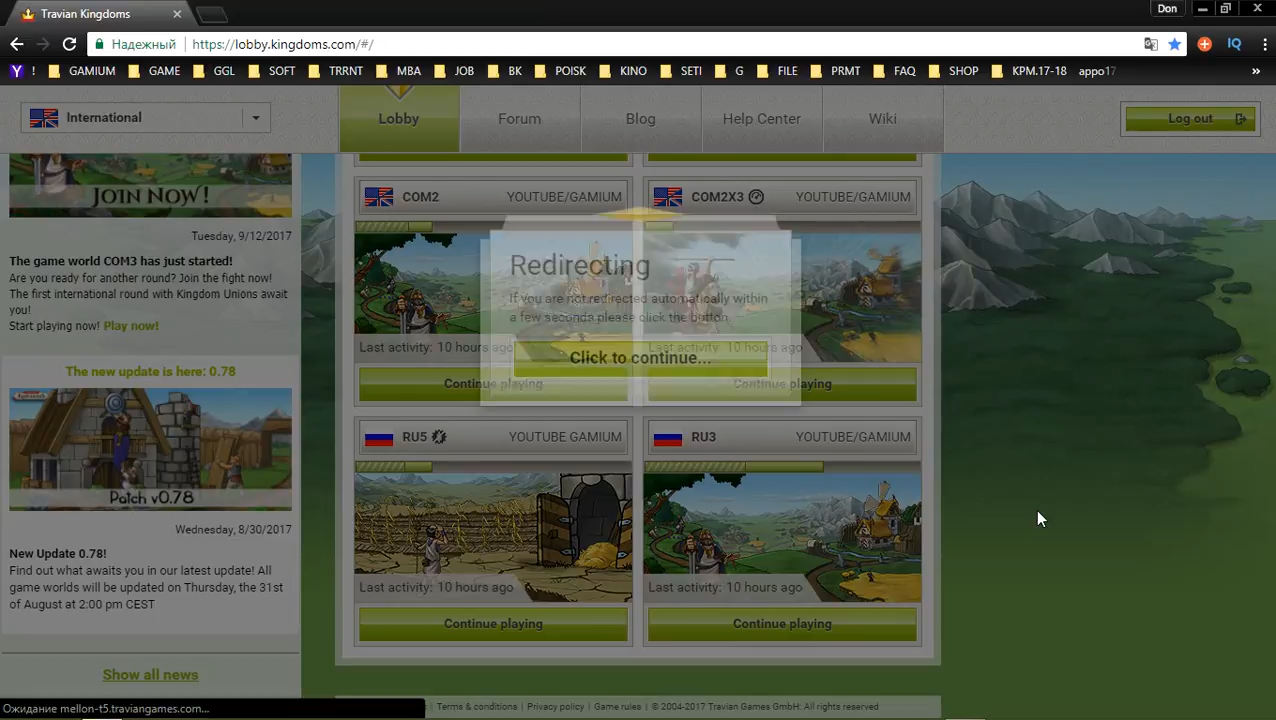 Travian Kingdoms
Don
Надежный
https://lobby.kingdoms.com/#/
IQ
! GAMIUM GAME GGL SOFT TRRNT MBA JOB BK POISK KINO SETI G FILE PRMT FAQ SHOP KPM.17-18 appo17 »
International
Lobby
Forum
Blog
Help Center
Wiki
Log out
JOIN NOW!
Tuesday, 9/12/2017
The game world COM3 has just started!
Are you ready for another round? Join the fight now!
The first international round with Kingdom Unions await
you!
Start playing now! Play now!
The new update is here: 0.78
Patch v0.78
Wednesday, 8/30/2017
New Update 0.78!
Find out what awaits you in our latest update! All
game worlds will be updated on Thursday, the 31st
of August at 2:00 pm CEST
Show all news
COM2 YOUTUBE/GAMIUM
COM2X3 YOUTUBE/GAMIUM
Redirecting
If you are not redirected automatically within
a few seconds please click the button.
Click to continue...
Last activity: 10 hours ago
Last activity: 10 hours ago
Continue playing
Continue playing
RU5 YOUTUBE GAMIUM
RU3 YOUTUBE/GAMIUM
Last activity: 10 hours ago
Last activity: 10 hours ago
Continue playing
Continue playing
Ожидание mellon-t5.traviangames.com...
| Terms & conditions | Privacy policy | Game rules | © 2004-2017 Travian Games GmbH: All rights reserved